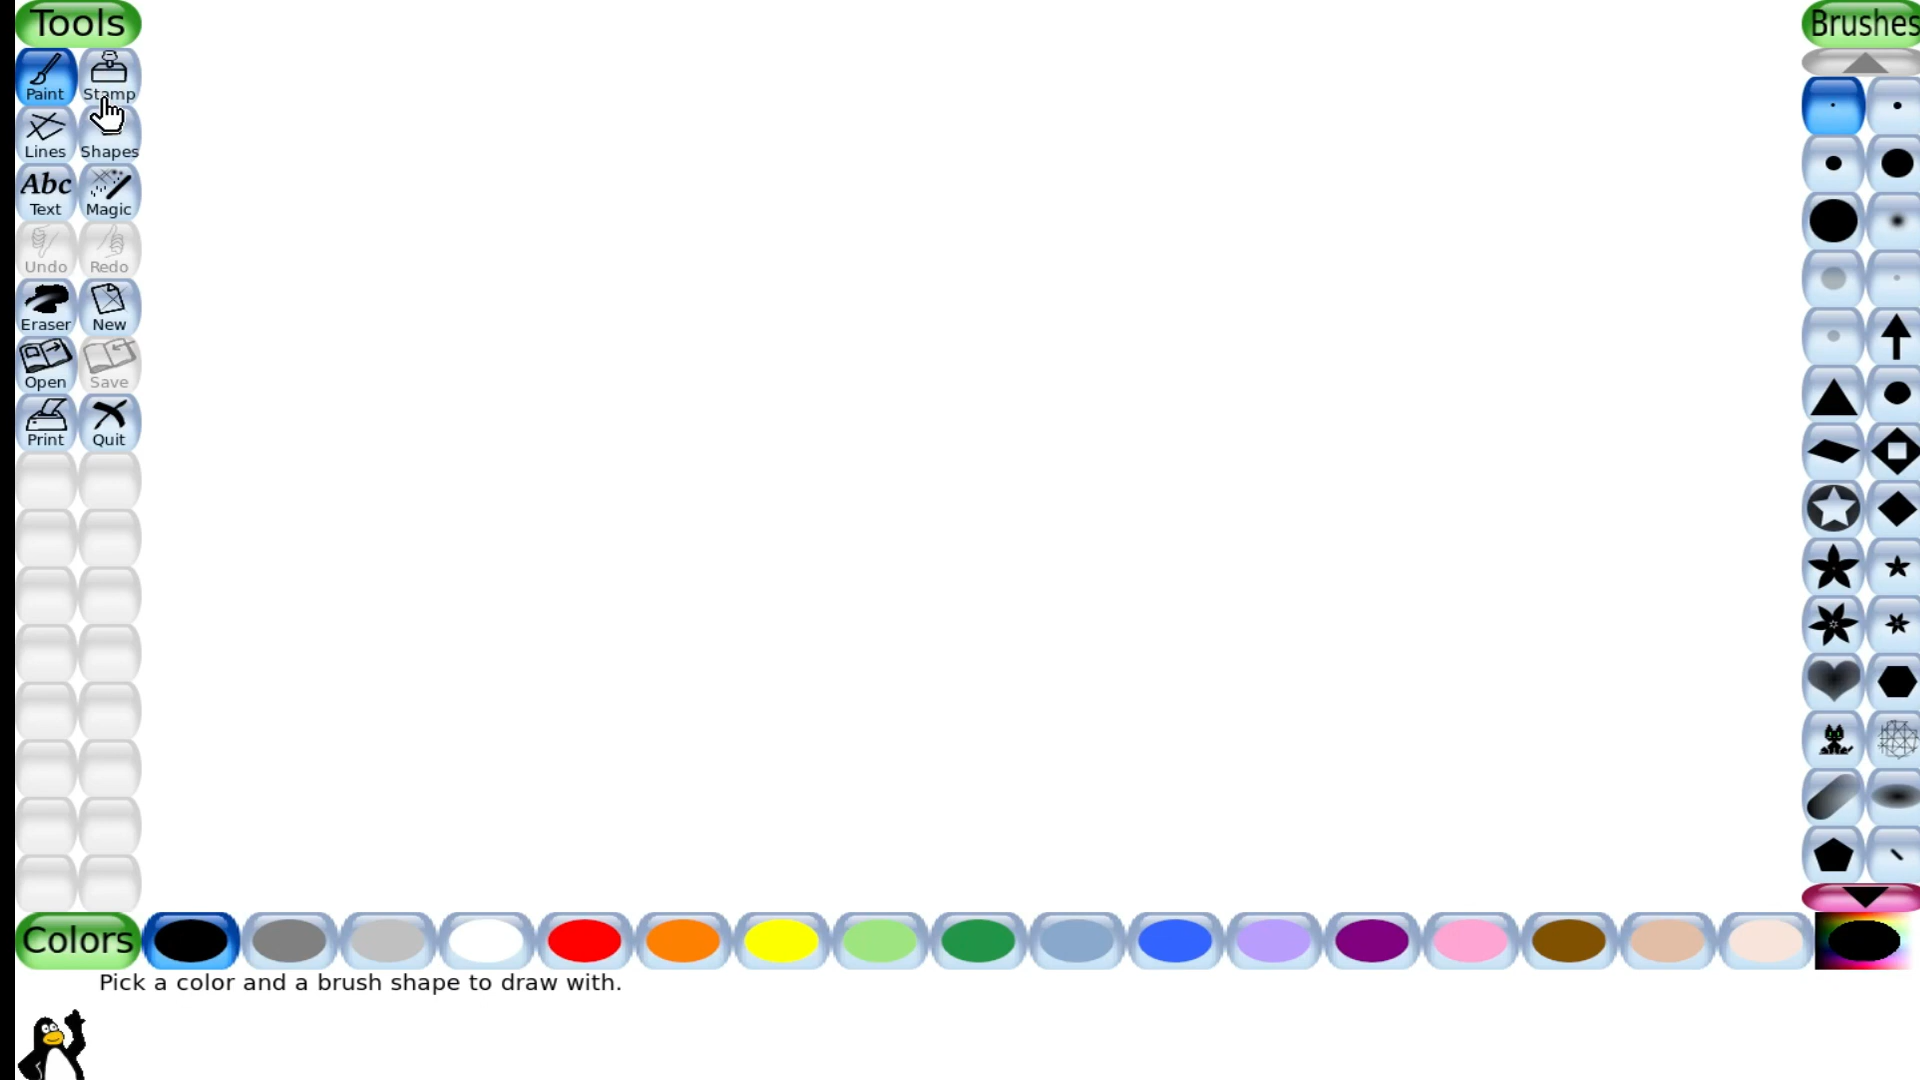 Tools
Brushes
Paint
Stamp
Lines
Shapes
Abc
Text
Magic
Undo
Redo
Eraser
New
Open
Save
Print
Quit
Colors
Pick a color and a brush shape to draw with.